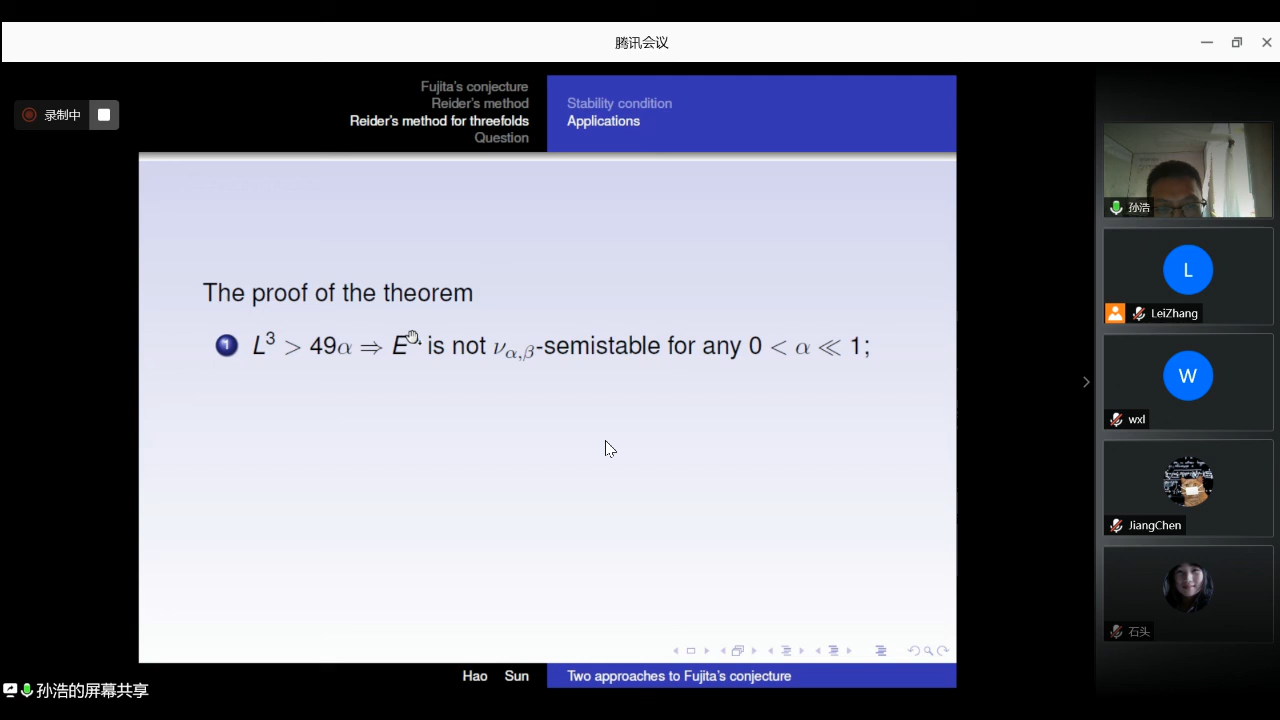 腾讯会议
录制中
Fujita's conjecture
Reider's method
Reider's method for threefolds
Question
Stability condition
Applications
The proof of the theorem
1 L³ > 49α ⇒ E is not ν_{α,β}-semistable for any 0 < α ≪ 1;
Hao Sun
Two approaches to Fujita's conjecture
孙浩
L
LeiZhang
W
wxl
JiangChen
石头
孙浩的屏幕共享